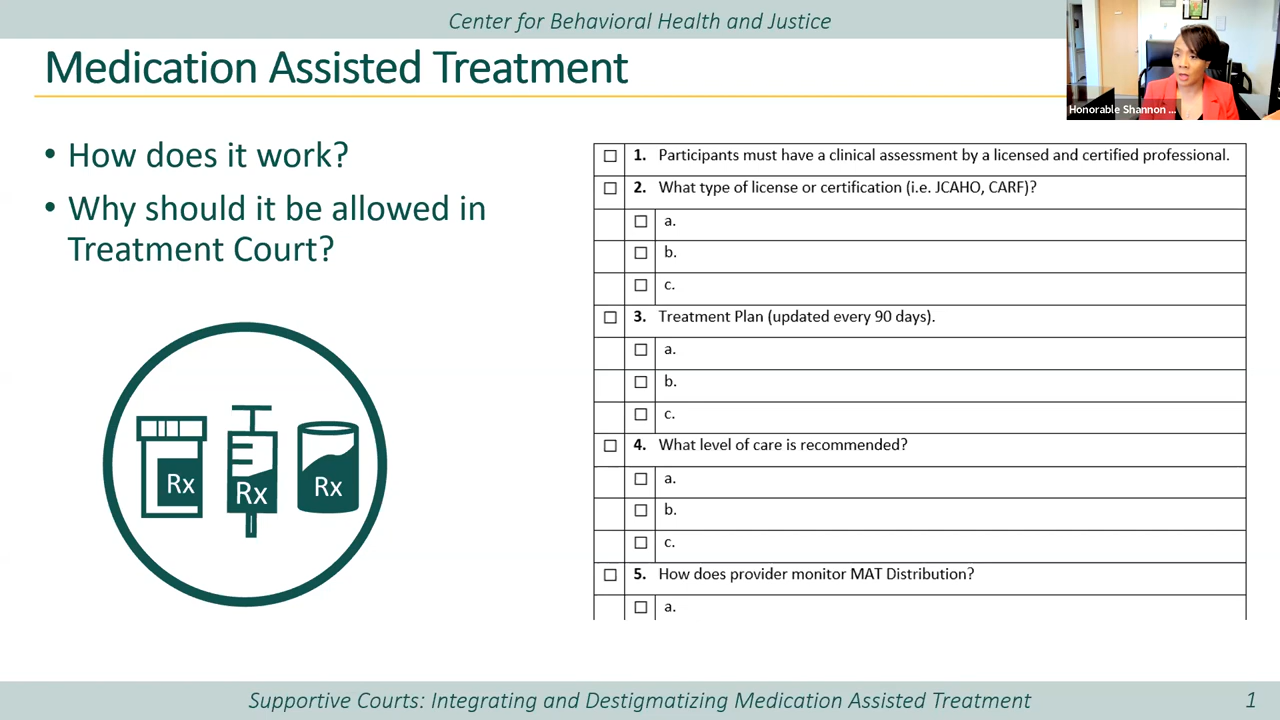 Center for Behavioral Health and Justice
Medication Assisted Treatment
Honorable Shannon ...
• How does it work?
• Why should it be allowed in
Treatment Court?
Rx
Rx
Rx
☐ 1. Participants must have a clinical assessment by a licensed and certified professional.
☐ 2. What type of license or certification (i.e. JCAHO, CARF)?
☐ a.
☐ b.
☐ c.
☐ 3. Treatment Plan (updated every 90 days).
☐ a.
☐ b.
☐ c.
☐ 4. What level of care is recommended?
☐ a.
☐ b.
☐ c.
☐ 5. How does provider monitor MAT Distribution?
☐ a.
Supportive Courts: Integrating and Destigmatizing Medication Assisted Treatment 1